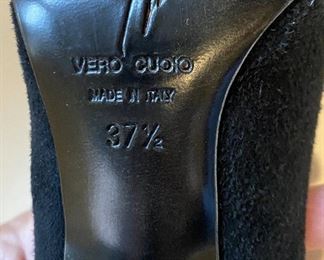 VERO CUOIO
MADE IN ITALY
37½